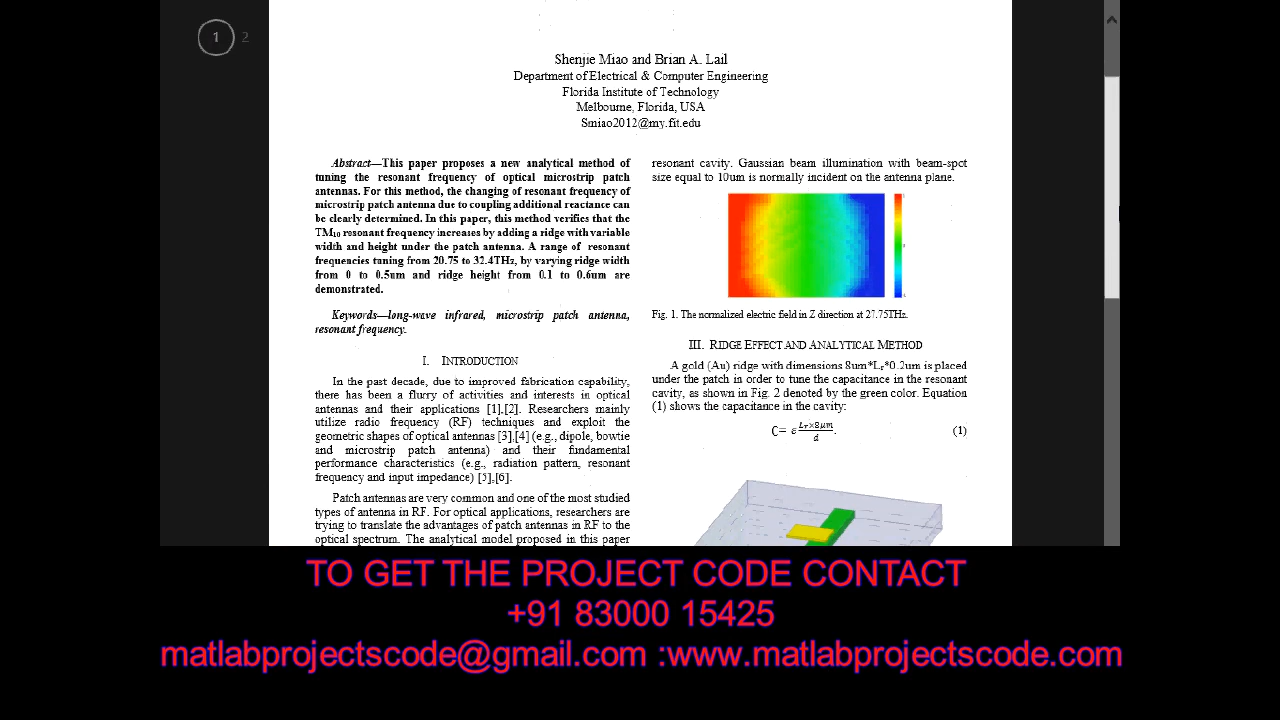 1 2
Shenjie Miao and Brian A. Lail
Department of Electrical & Computer Engineering
Florida Institute of Technology
Melbourne, Florida, USA
Smiao2012@my.fit.edu
Abstract—This paper proposes a new analytical method of
tuning the resonant frequency of optical microstrip patch
antennas. For this method, the changing of resonant frequency of
microstrip patch antenna due to coupling additional reactance can
be clearly determined. In this paper, this method verifies that the
TM₁₀ resonant frequency increases by adding a ridge with variable
width and height under the patch antenna. A range of resonant
frequencies tuning from 20.75 to 32.4THz, by varying ridge width
from 0 to 0.5um and ridge height from 0.1 to 0.6um are
demonstrated.
Keywords—long-wave infrared, microstrip patch antenna,
resonant frequency.
I. INTRODUCTION
In the past decade, due to improved fabrication capability,
there has been a flurry of activities and interests in optical
antennas and their applications [1],[2]. Researchers mainly
utilize radio frequency (RF) techniques and exploit the
geometric shapes of optical antennas [3],[4] (e.g., dipole, bowtie
and microstrip patch antenna) and their fundamental
performance characteristics (e.g., radiation pattern, resonant
frequency and input impedance) [5],[6].
Patch antennas are very common and one of the most studied
types of antenna in RF. For optical applications, researchers are
trying to translate the advantages of patch antennas in RF to the
optical spectrum. The analytical model proposed in this paper
resonant cavity. Gaussian beam illumination with beam-spot
size equal to 10um is normally incident on the antenna plane.
Fig. 1. The normalized electric field in Z direction at 27.75THz.
III. RIDGE EFFECT AND ANALYTICAL METHOD
A gold (Au) ridge with dimensions 8um*Lᵣ*0.2um is placed
under the patch in order to tune the capacitance in the resonant
cavity, as shown in Fig. 2 denoted by the green color. Equation
(1) shows the capacitance in the cavity:
C= ε Lᵣ×8μm/d. (1)
TO GET THE PROJECT CODE CONTACT
+91 83000 15425
matlabprojectscode@gmail.com :www.matlabprojectscode.com